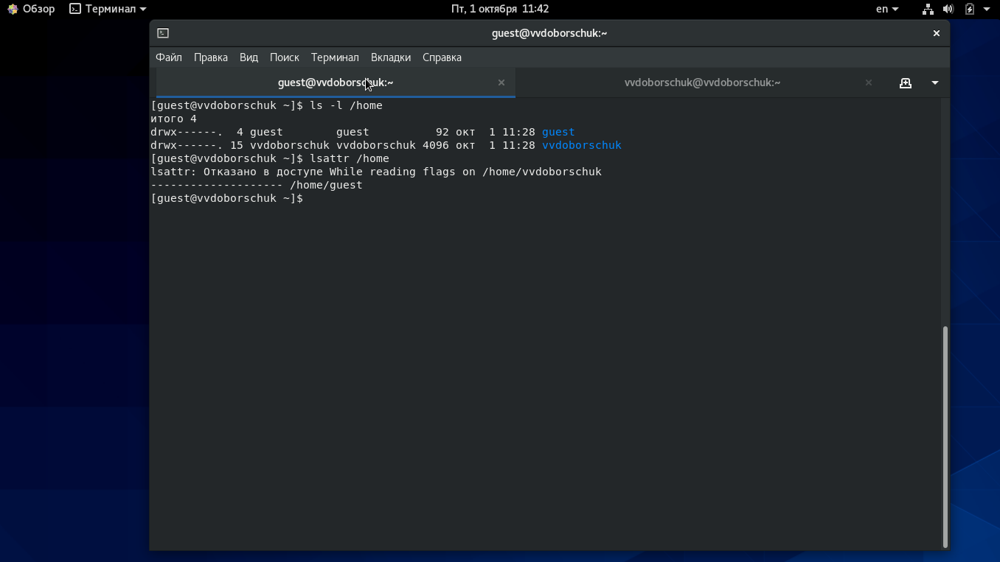 Обзор Терминал Пт, 1 октября 11:42 en
guest@vvdoborschuk:~
Файл Правка Вид Поиск Терминал Вкладки Справка
guest@vvdoborschuk:~ vvdoborschuk@vvdoborschuk:~
[guest@vvdoborschuk ~]$ ls -l /home
итого 4
drwx------.  4 guest        guest          92 окт  1 11:28 guest
drwx------. 15 vvdoborschuk vvdoborschuk 4096 окт  1 11:28 vvdoborschuk
[guest@vvdoborschuk ~]$ lsattr /home
lsattr: Отказано в доступе While reading flags on /home/vvdoborschuk
-------------------- /home/guest
[guest@vvdoborschuk ~]$